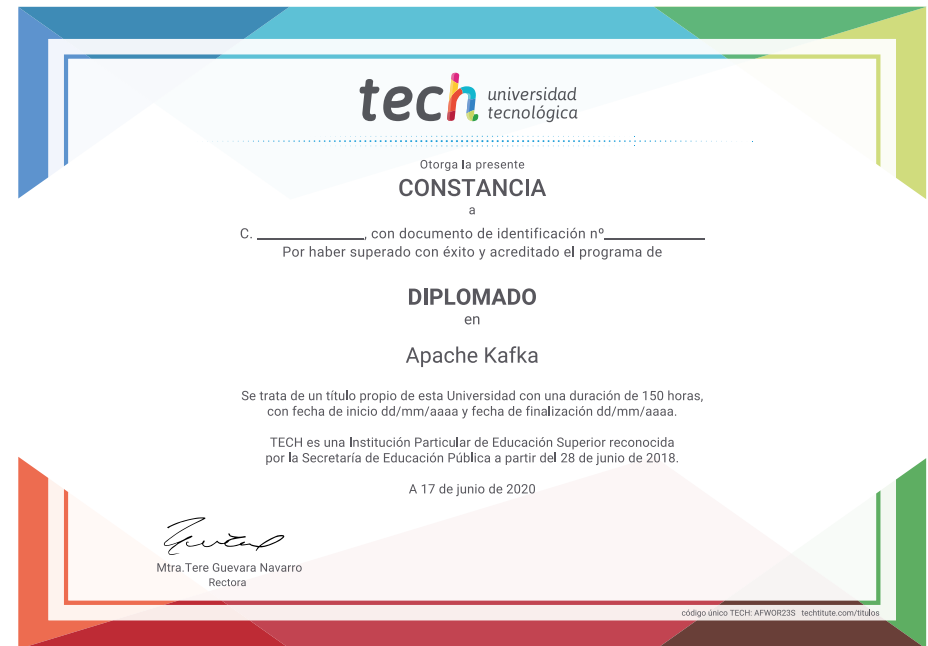 tech universidad
tecnológica
Otorga la presente
CONSTANCIA
a
C. ______________, con documento de identificación nº_____________
Por haber superado con éxito y acreditado el programa de
DIPLOMADO
en
Apache Kafka
Se trata de un título propio de esta Universidad con una duración de 150 horas,
con fecha de inicio dd/mm/aaaa y fecha de finalización dd/mm/aaaa.
TECH es una Institución Particular de Educación Superior reconocida
por la Secretaría de Educación Pública a partir del 28 de junio de 2018.
A 17 de junio de 2020
Mtra.Tere Guevara Navarro
Rectora
código único TECH: AFWOR23S techtitute.com/titulos